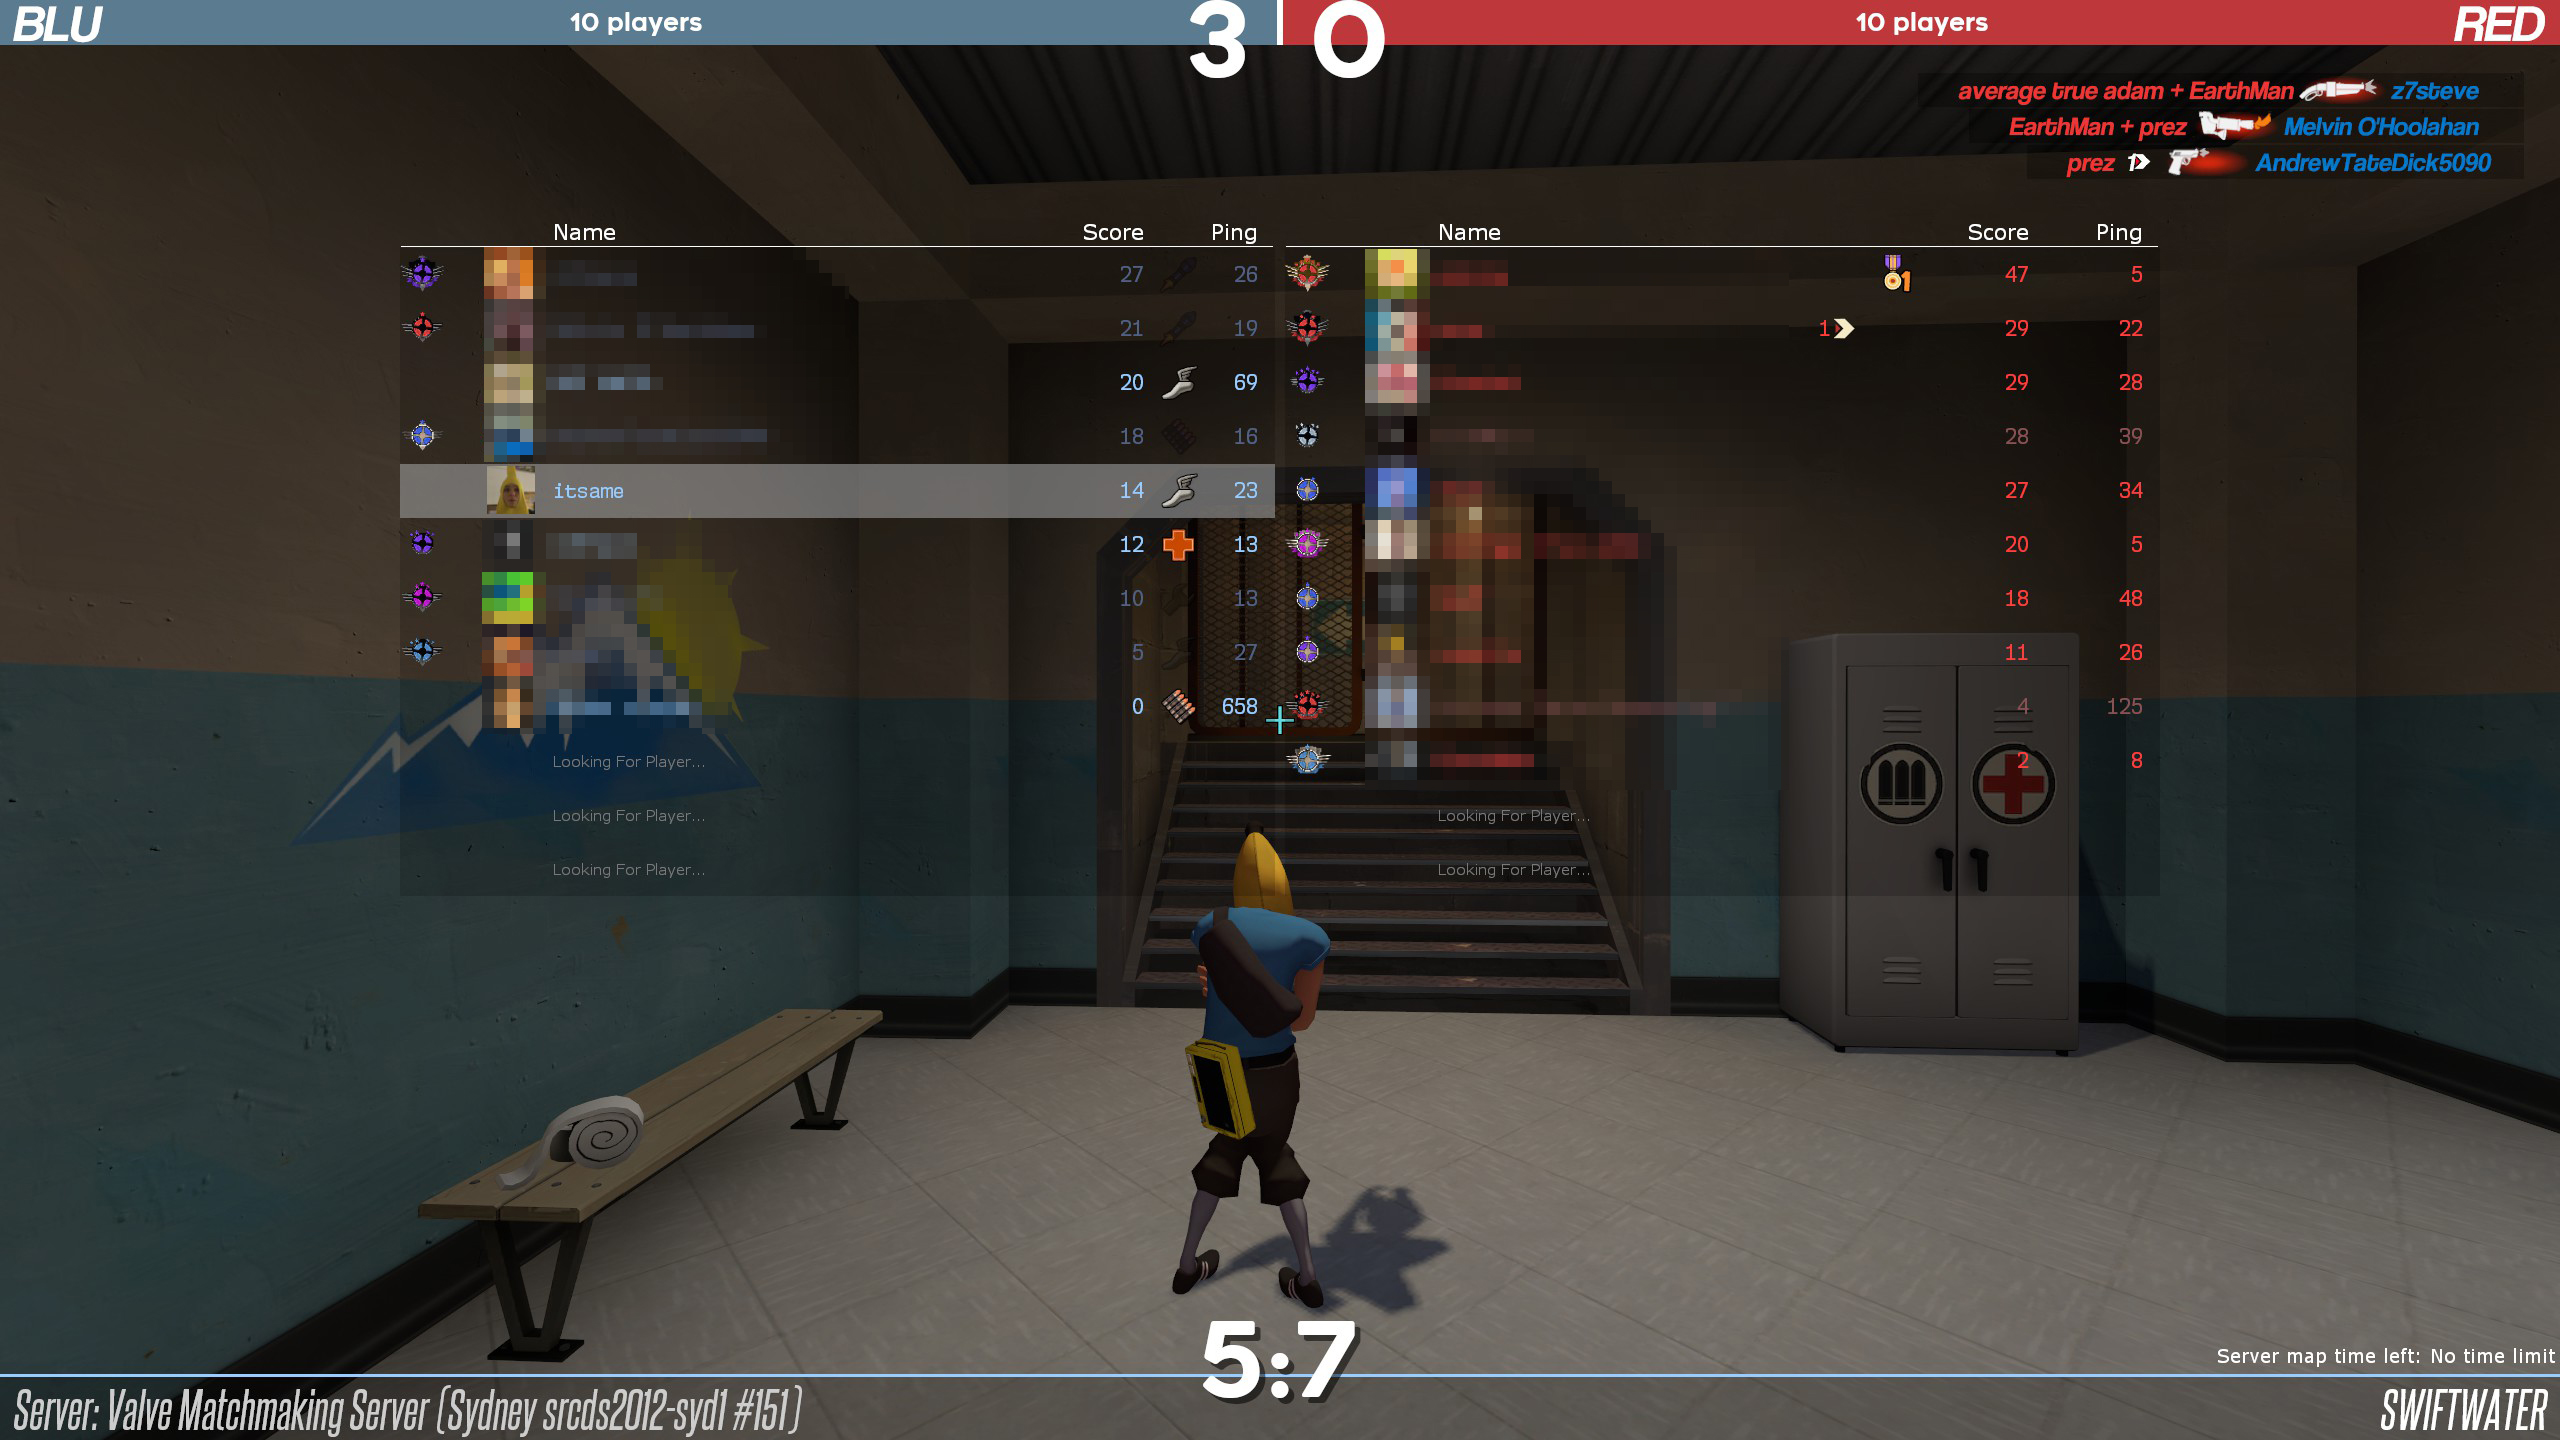 BLU 10 players 3 0 10 players RED
average true adam + EarthMan z7steve
EarthMan + prez Melvin O'Hoolahan
prez 1 AndrewTateDick5090
Name Score Ping Name Score Ping
27 26 1 47 5
21 19 1 29 22
20 69 29 28
18 16 28 39
itsame 14 23 27 34
12 13 20 5
10 13 18 48
5 27 11 26
0 658 4 125
Looking For Player... 2 8
Looking For Player... Looking For Player...
Looking For Player... Looking For Player...
5:7
Server map time left: No time limit
Server: Valve Matchmaking Server (Sydney srcds2012-syd1 #151) SWIFTWATER